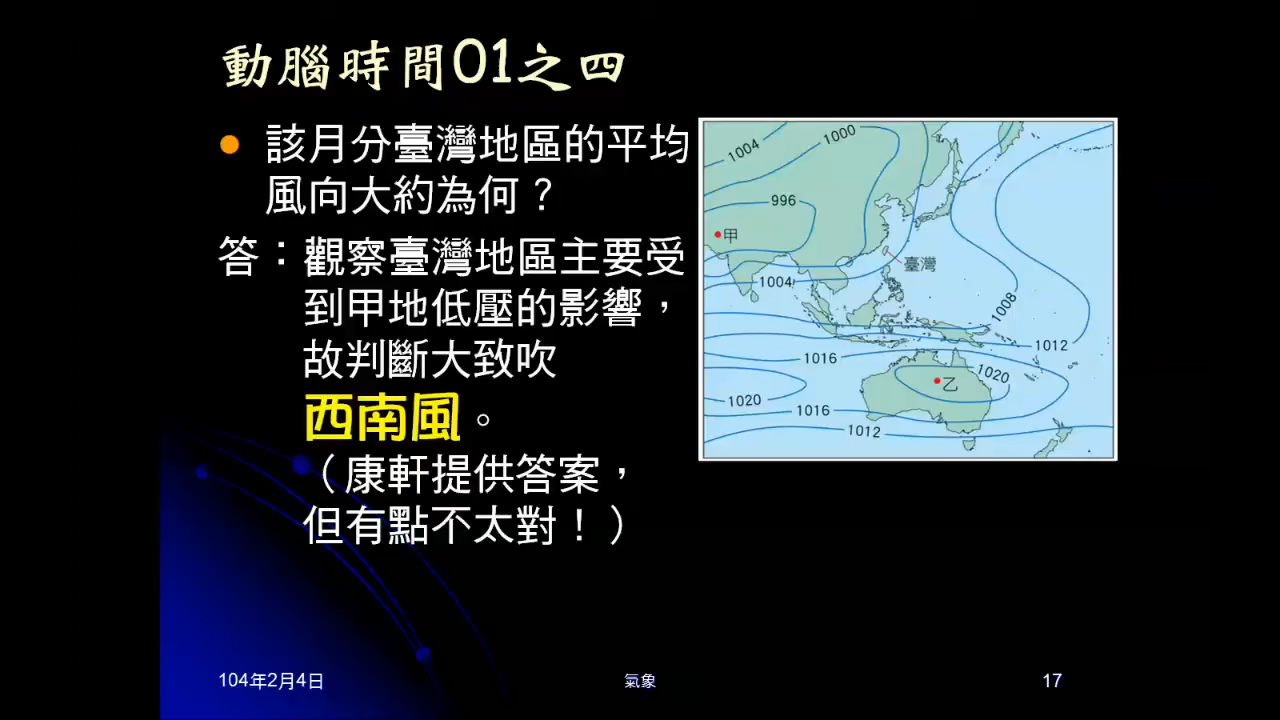 動腦時間01之四
該月分臺灣地區的平均
風向大約為何？
答：觀察臺灣地區主要受
到甲地低壓的影響，
故判斷大致吹
西南風。
（康軒提供答案，
但有點不太對！）
1004
1000
996
甲
臺灣
1004
1008
1012
1016
1020
乙
1020
1016
1012
104年2月4日
氣象
17